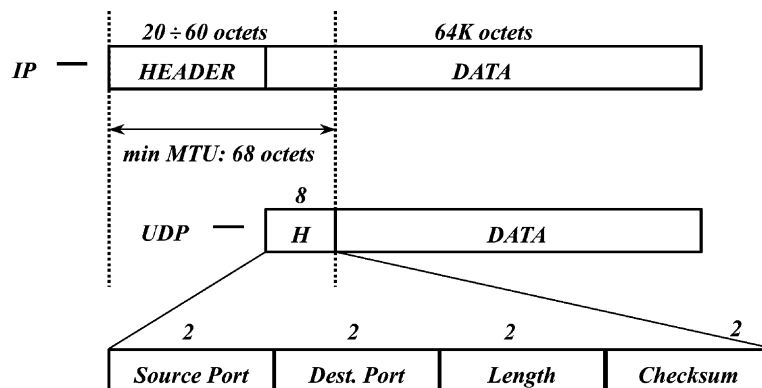 20 ÷ 60 octets 64K octets
IP HEADER DATA
min MTU: 68 octets
8
UDP H DATA
2 2 2 2
Source Port Dest. Port Length Checksum